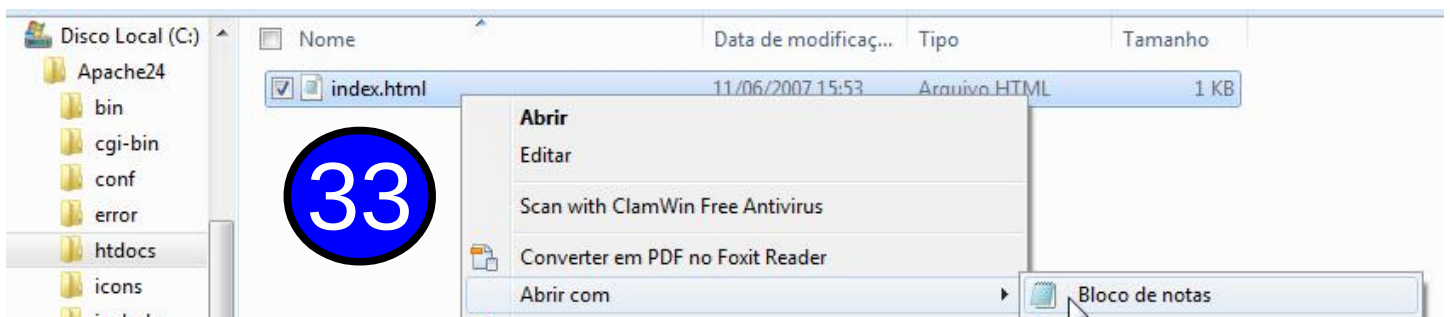 Disco Local (C:)
Apache24
bin
cgi-bin
conf
error
htdocs
icons
Nome Data de modificaç... Tipo Tamanho
index.html 11/06/2007 15:53 Arquivo HTML 1 KB
33
Abrir
Editar
Scan with ClamWin Free Antivirus
Converter em PDF no Foxit Reader
Abrir com
Bloco de notas